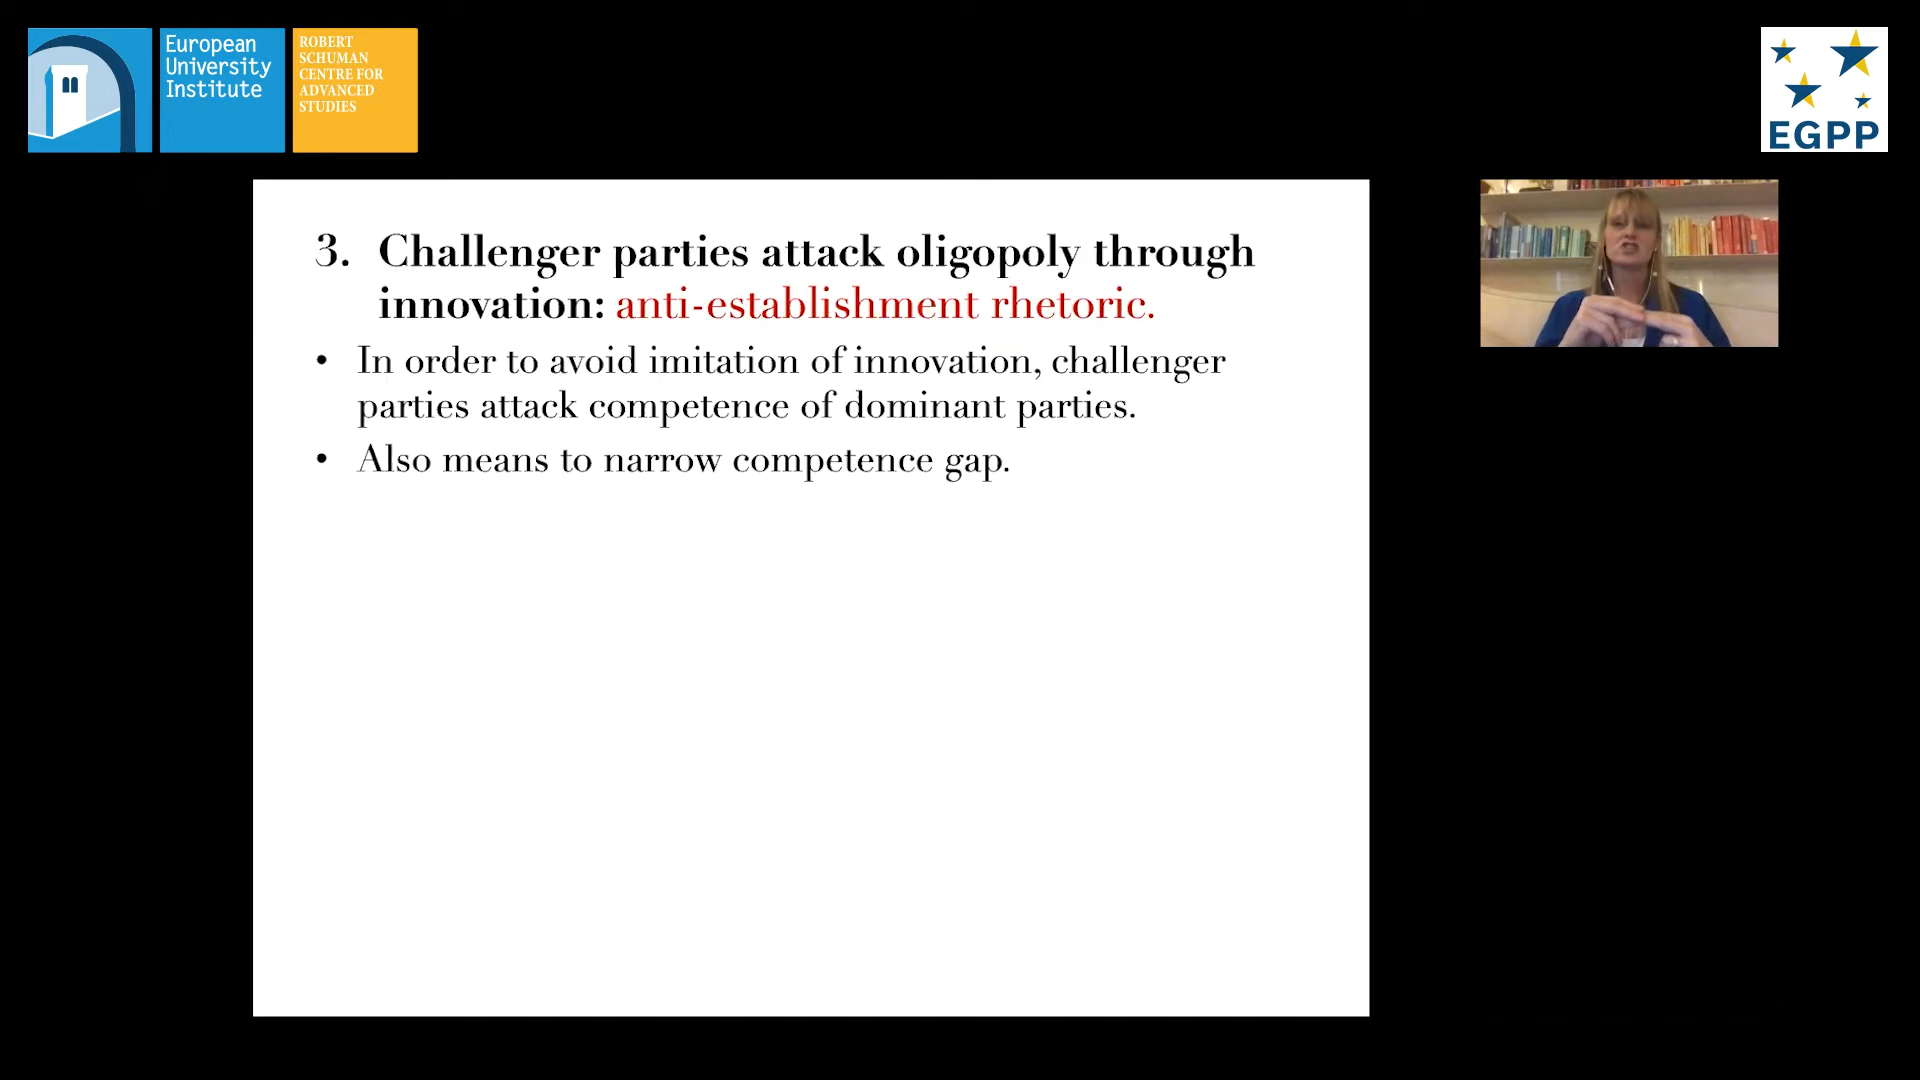 European
University
Institute
ROBERT
SCHUMAN
CENTRE FOR
ADVANCED
STUDIES
EGPP
3. Challenger parties attack oligopoly through
innovation: anti-establishment rhetoric.
• In order to avoid imitation of innovation, challenger
parties attack competence of dominant parties.
• Also means to narrow competence gap.